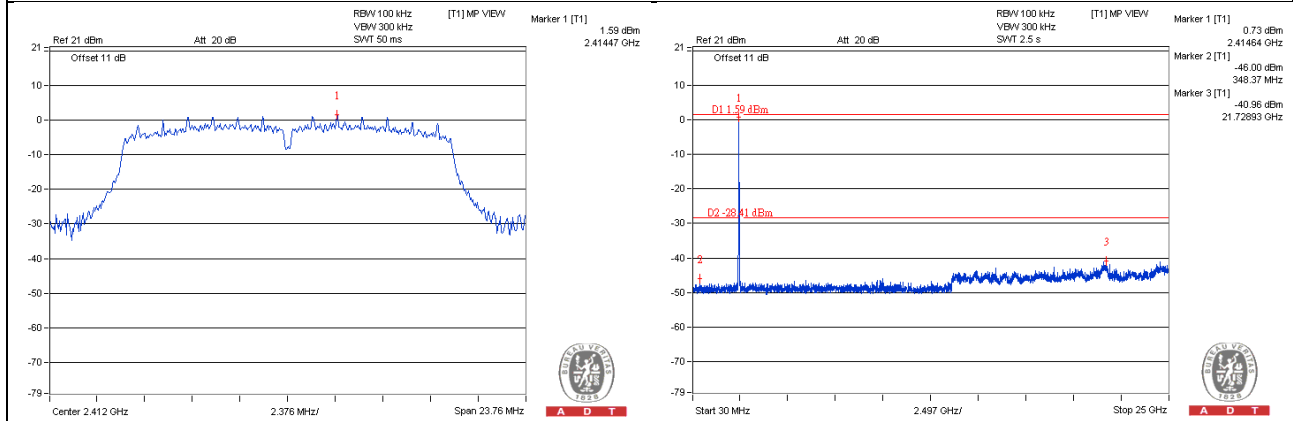 RBW 100 kHz [T1] MP VIEW
VBW 300 kHz
Ref 21 dBm Att 20 dB SWT 50 ms
Marker 1 [T1]
1.59 dBm
2.41447 GHz
21
Offset 11 dB
10
0
-10
-20
-30
-40
-50
-60
-70
-79
1
Center 2.412 GHz 2.376 MHz/ Span 23.76 MHz
BUREAU VERITAS
1828
A D T
RBW 100 kHz [T1] MP VIEW
VBW 300 kHz
Ref 21 dBm Att 20 dB SWT 2.5 s
Marker 1 [T1]
0.73 dBm
2.41464 GHz
Marker 2 [T1]
-46.00 dBm
348.37 MHz
Marker 3 [T1]
-40.96 dBm
21.72893 GHz
21
Offset 11 dB
10
0
-10
-20
-30
-40
-50
-60
-70
-79
1
D1 1.59 dBm
D2 -28.41 dBm
2
3
Start 30 MHz 2.497 GHz/ Stop 25 GHz
BUREAU VERITAS
1828
A D T